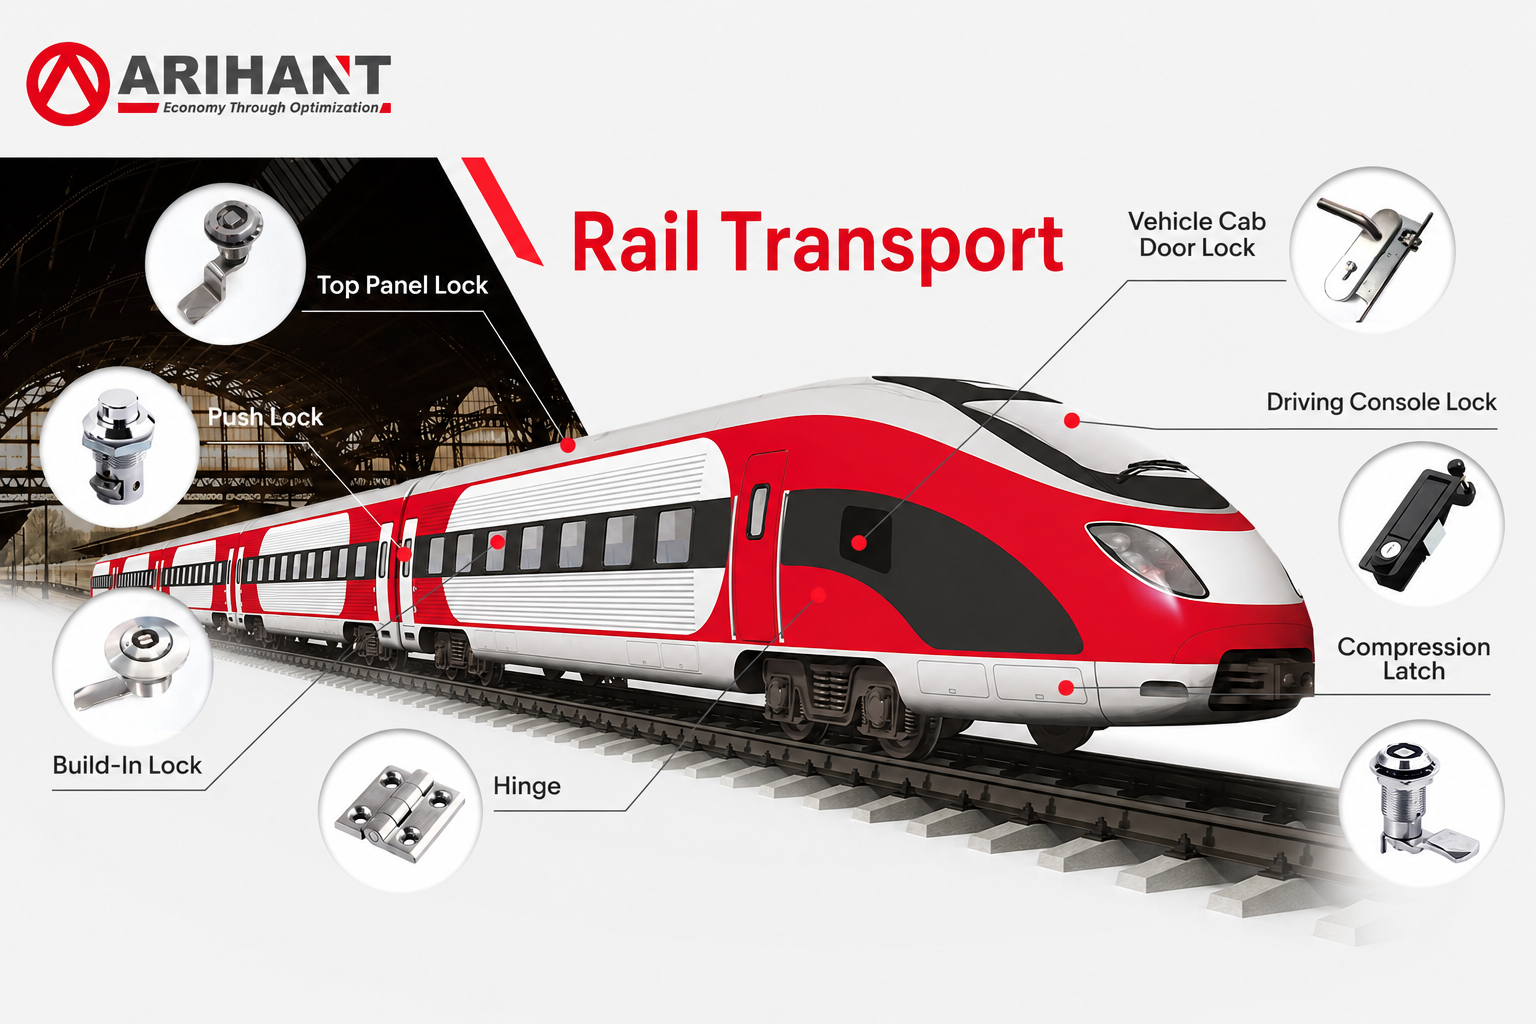 ARIHANT
Economy Through Optimization
Rail Transport
Top Panel Lock
Push Lock
Build-In Lock
Hinge
Vehicle Cab
Door Lock
Driving Console Lock
Compression
Latch